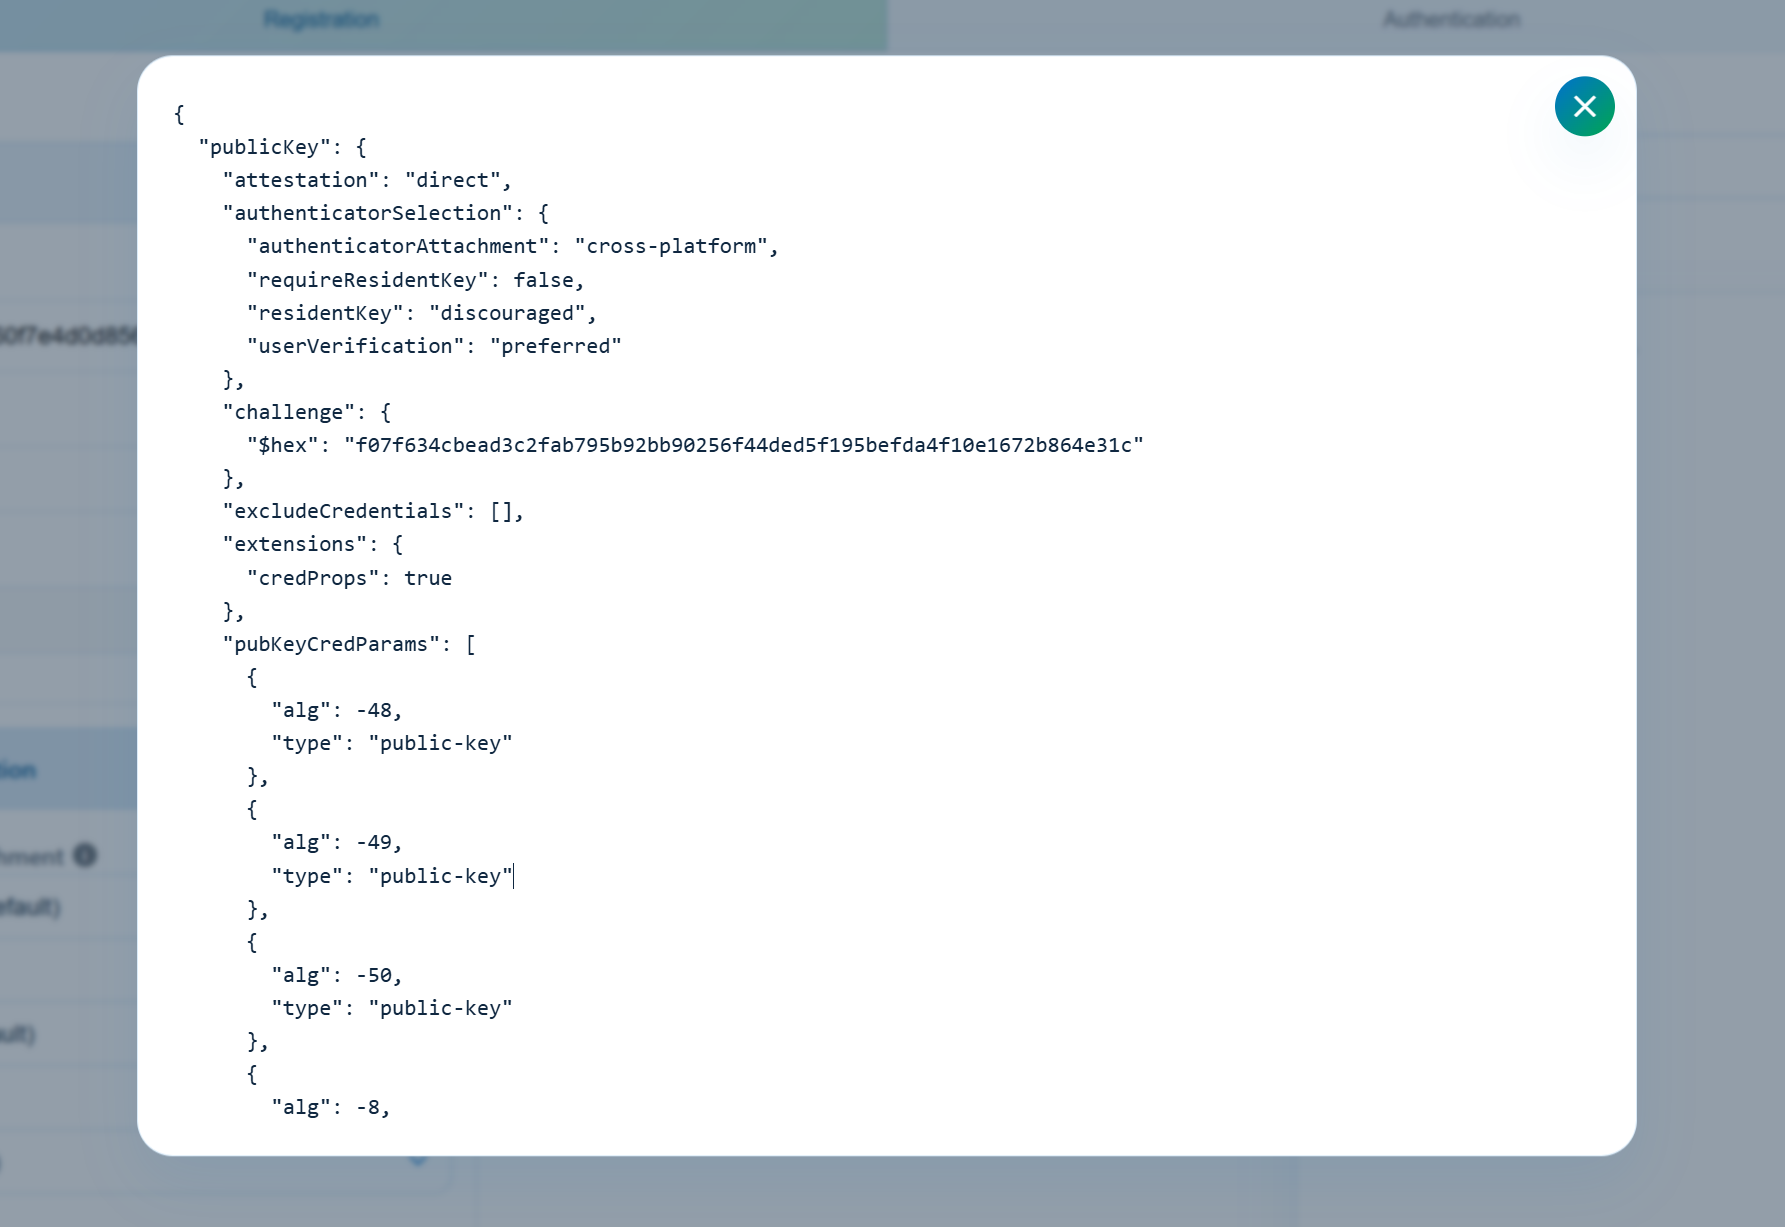 Registration
Authentication
{
  "publicKey": {
    "attestation": "direct",
    "authenticatorSelection": {
      "authenticatorAttachment": "cross-platform",
      "requireResidentKey": false,
      "residentKey": "discouraged",
      "userVerification": "preferred"
    },
    "challenge": {
      "$hex": "f07f634cbead3c2fab795b92bb90256f44ded5f195befda4f10e1672b864e31c"
    },
    "excludeCredentials": [],
    "extensions": {
      "credProps": true
    },
    "pubKeyCredParams": [
      {
        "alg": -48,
        "type": "public-key"
      },
      {
        "alg": -49,
        "type": "public-key"
      },
      {
        "alg": -50,
        "type": "public-key"
      },
      {
        "alg": -8,